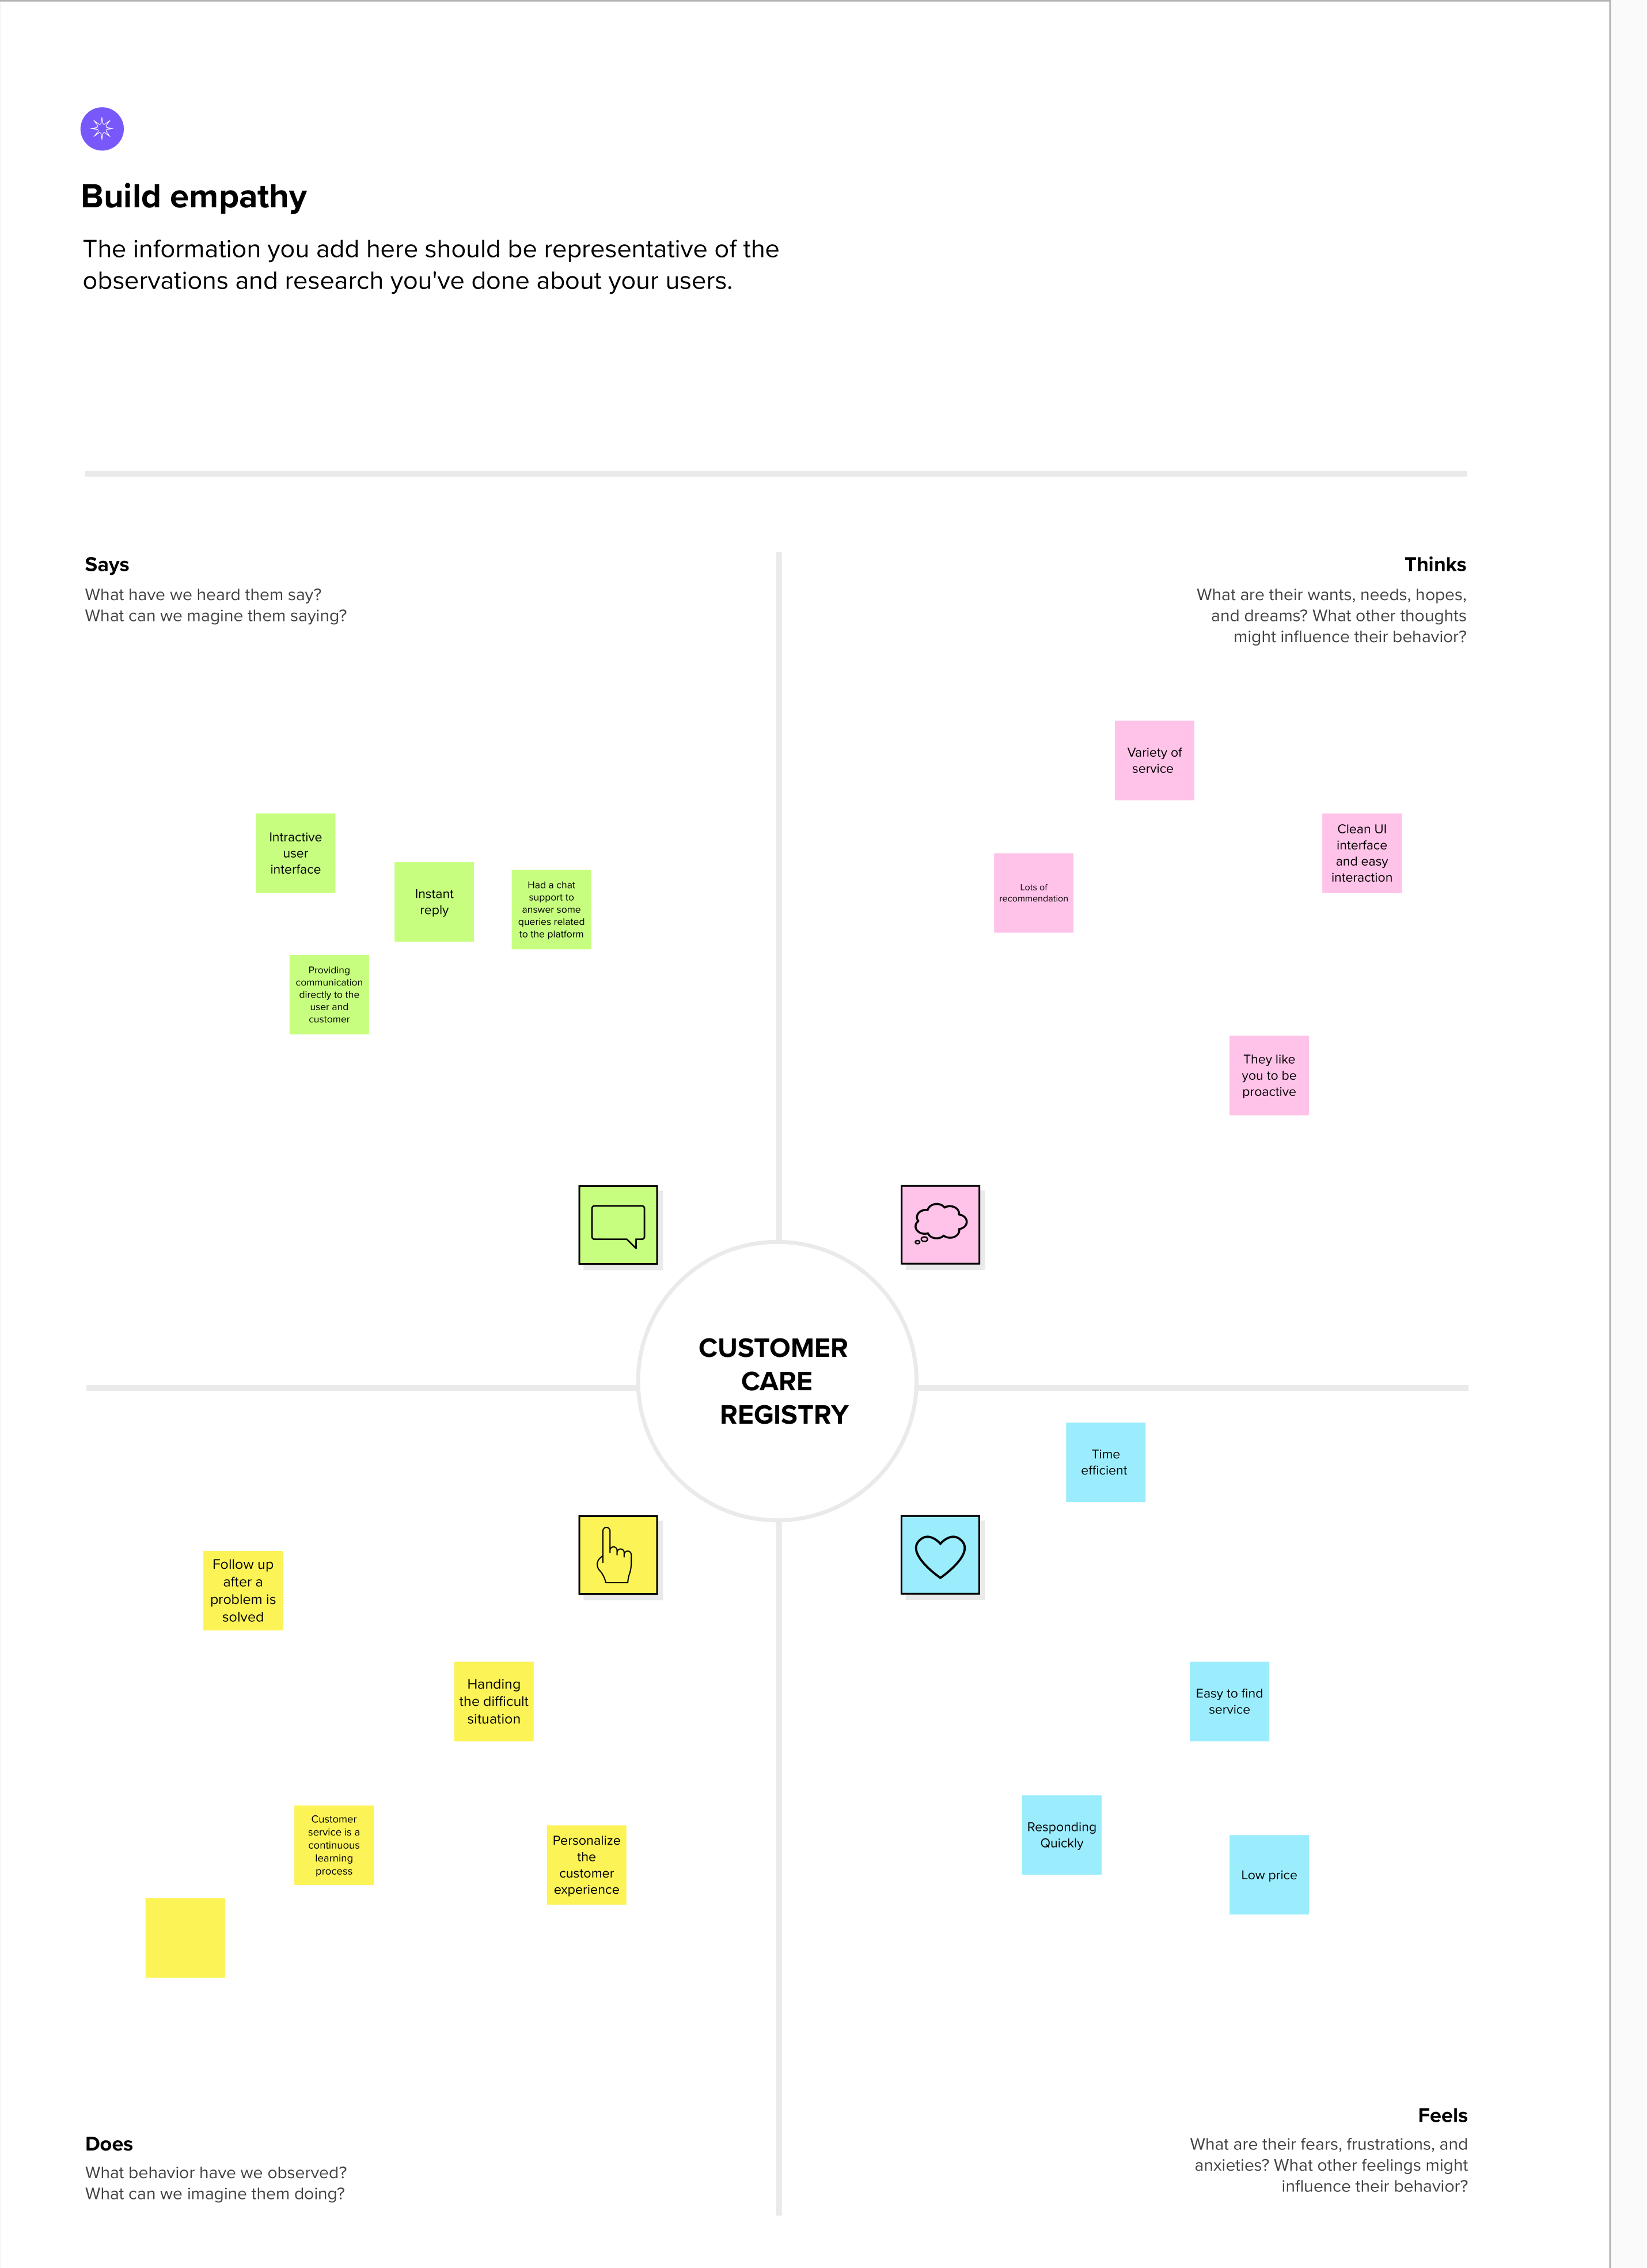 Build empathy
The information you add here should be representative of the
observations and research you've done about your users.
Says
What have we heard them say?
What can we magine them saying?
Thinks
What are their wants, needs, hopes,
and dreams? What other thoughts
might influence their behavior?
Intractive
user
interface
Instant
reply
Had a chat
support to
answer some
queries related
to the platform
Providing
communication
directly to the
user and
customer
Variety of
service
Clean UI
interface
and easy
interaction
Lots of
recommendation
They like
you to be
proactive
CUSTOMER
CARE
REGISTRY
Follow up
after a
problem is
solved
Handing
the difficult
situation
Customer
service is a
continuous
learning
process
Personalize
the
customer
experience
Time
efficient
Easy to find
service
Responding
Quickly
Low price
Does
What behavior have we observed?
What can we imagine them doing?
Feels
What are their fears, frustrations, and
anxieties? What other feelings might
influence their behavior?